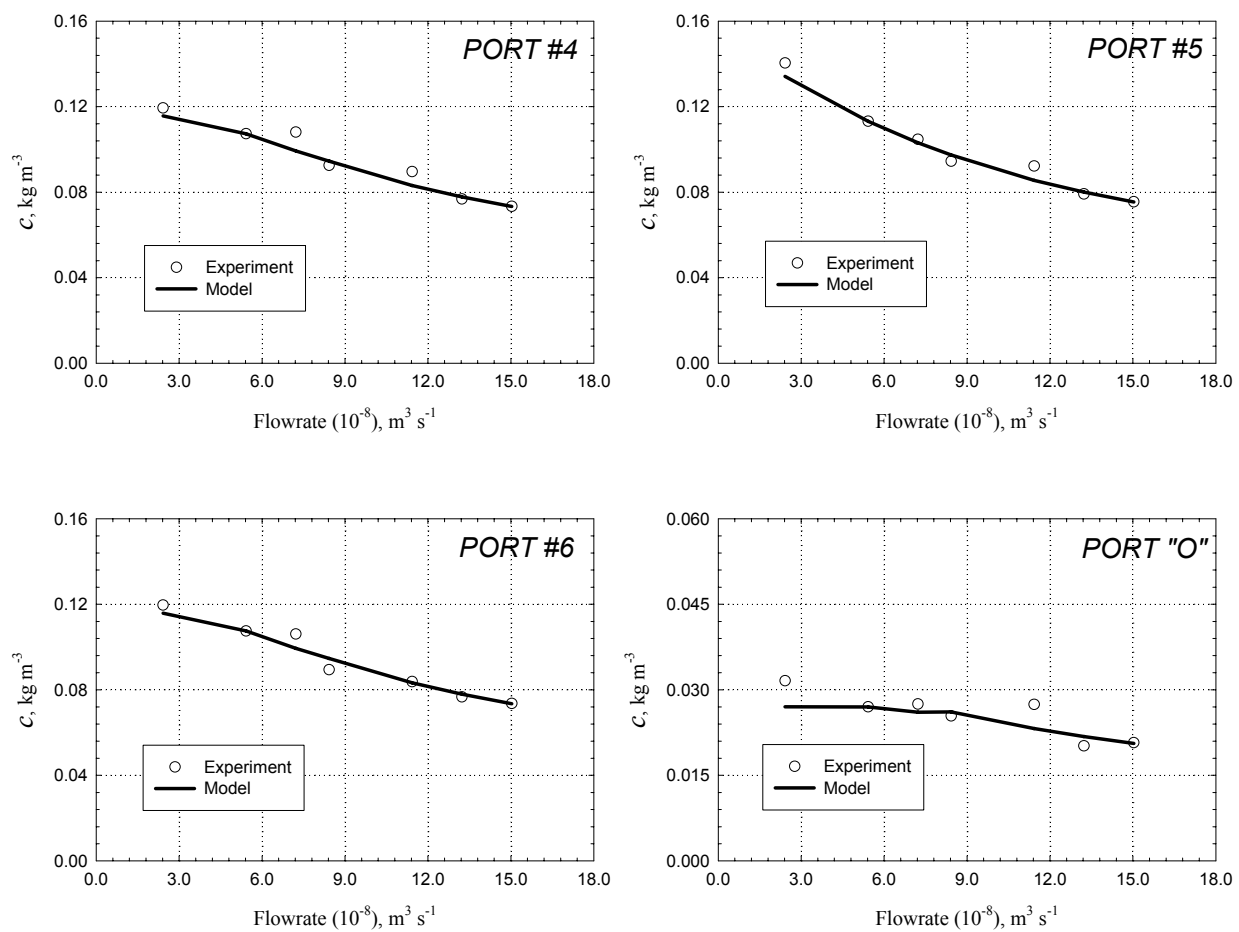 PORT #4
0.16
0.12
0.08
0.04
0.00
c, kg m⁻³
Experiment
Model
0.0 3.0 6.0 9.0 12.0 15.0 18.0
Flowrate (10⁻⁸), m³ s⁻¹
PORT #5
0.16
0.12
0.08
0.04
0.00
c, kg m⁻³
Experiment
Model
0.0 3.0 6.0 9.0 12.0 15.0 18.0
Flowrate (10⁻⁸), m³ s⁻¹
PORT #6
0.16
0.12
0.08
0.04
0.00
c, kg m⁻³
Experiment
Model
0.0 3.0 6.0 9.0 12.0 15.0 18.0
Flowrate (10⁻⁸), m³ s⁻¹
PORT "O"
0.060
0.045
0.030
0.015
0.000
c, kg m⁻³
Experiment
Model
0.0 3.0 6.0 9.0 12.0 15.0 18.0
Flowrate (10⁻⁸), m³ s⁻¹